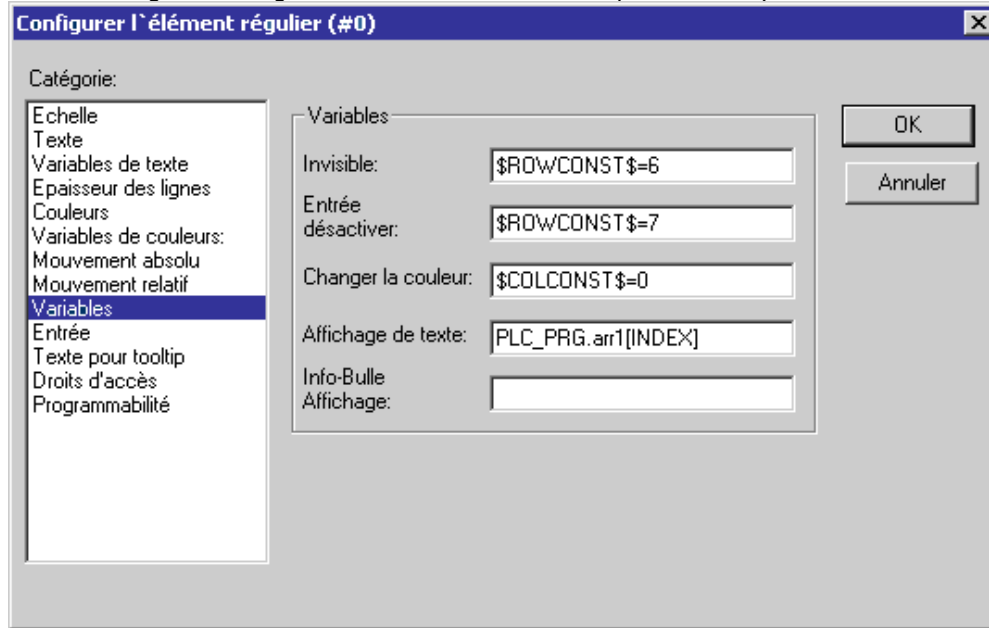 Configurer l`élément régulier (#0)
Catégorie:
Echelle
Texte
Variables de texte
Epaisseur des lignes
Couleurs
Variables de couleurs:
Mouvement absolu
Mouvement relatif
Variables
Entrée
Texte pour tooltip
Droits d'accès
Programmabilité
Variables
Invisible: $ROWCONST$=6
Entrée
désactiver: $ROWCONST$=7
Changer la couleur: $COLCONST$=0
Affichage de texte: PLC_PRG.arr1[INDEX]
Info-Bulle
Affichage:
OK
Annuler